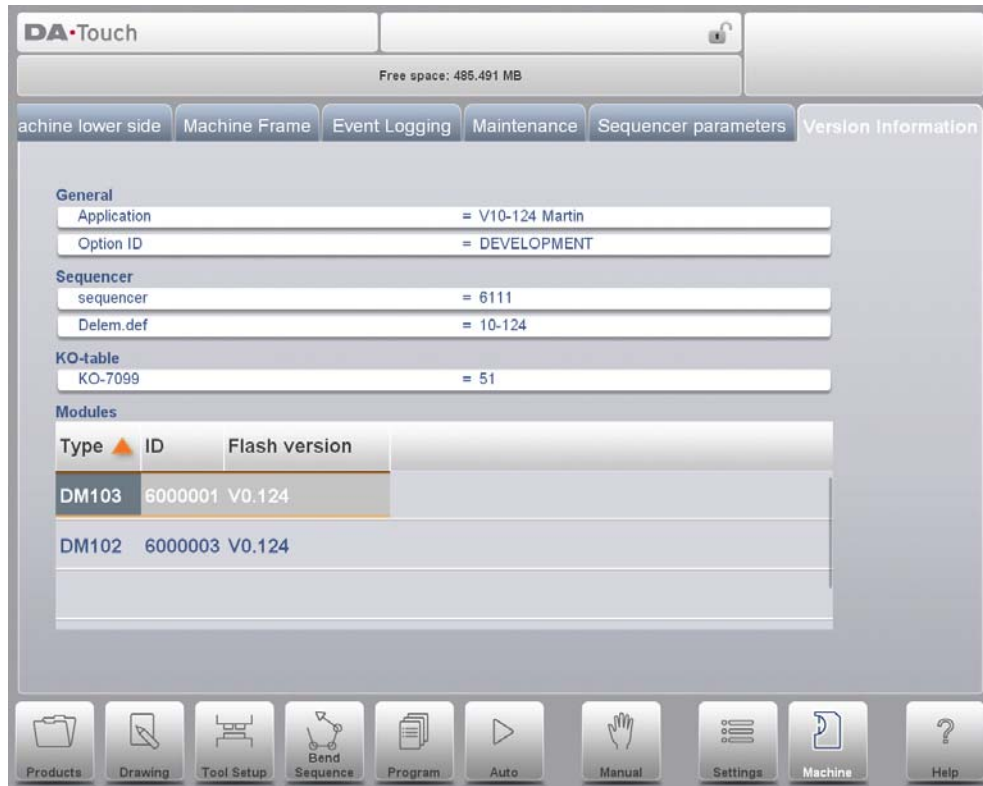 DA•Touch
Free space: 485.491 MB
achine lower side Machine Frame Event Logging Maintenance Sequencer parameters Version Information
General
Application = V10-124 Martin
Option ID = DEVELOPMENT
Sequencer
sequencer = 6111
Delem.def = 10-124
KO-table
KO-7099 = 51
Modules
Type ID Flash version
DM103 6000001 V0.124
DM102 6000003 V0.124
Products Drawing Tool Setup Bend Sequence Program Auto Manual Settings Machine Help